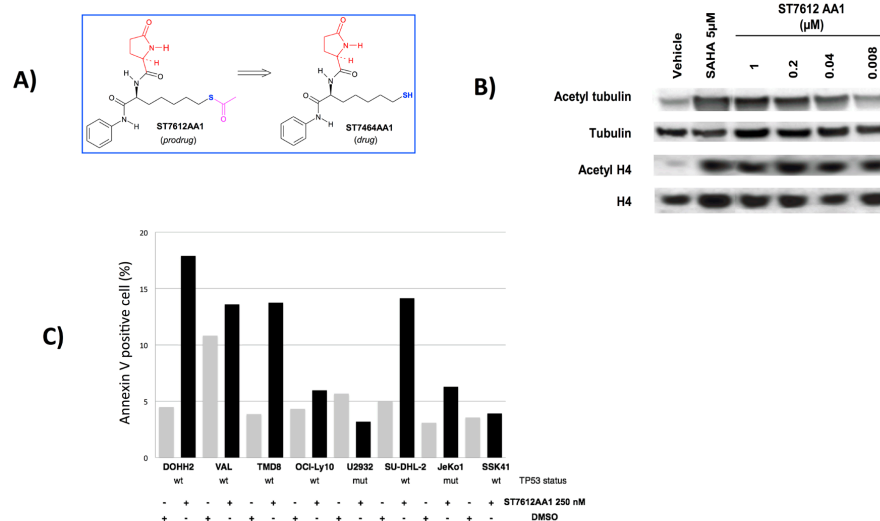 A)
O
N-H
H
H
N
O
O
N-H
S
O
ST7612AA1
(prodrug)
O
N-H
H
H
N
O
O
N-H
SH
ST7464AA1
(drug)
B)
ST7612 AA1
(µM)
Vehicle
SAHA 5µM
1
0.2
0.04
0.008
Acetyl tubulin
Tubulin
Acetyl H4
H4
C)
Annexin V positive cell (%)
20
15
10
5
0
DOHH2 VAL TMD8 OCI-Ly10 U2932 SU-DHL-2 JeKo1 SSK41
wt wt wt wt mut wt mut wt TP53 status
- + - + - + - + - + - + - + - + ST7612AA1 250 nM
+ - + - + - + - + - + - + - + - DMSO